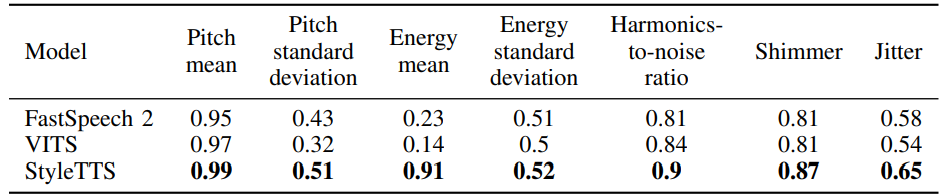 Model Pitch mean Pitch standard deviation Energy mean Energy standard deviation Harmonics-to-noise ratio Shimmer Jitter
FastSpeech 2 0.95 0.43 0.23 0.51 0.81 0.81 0.58
VITS 0.97 0.32 0.14 0.5 0.84 0.81 0.54
StyleTTS 0.99 0.51 0.91 0.52 0.9 0.87 0.65